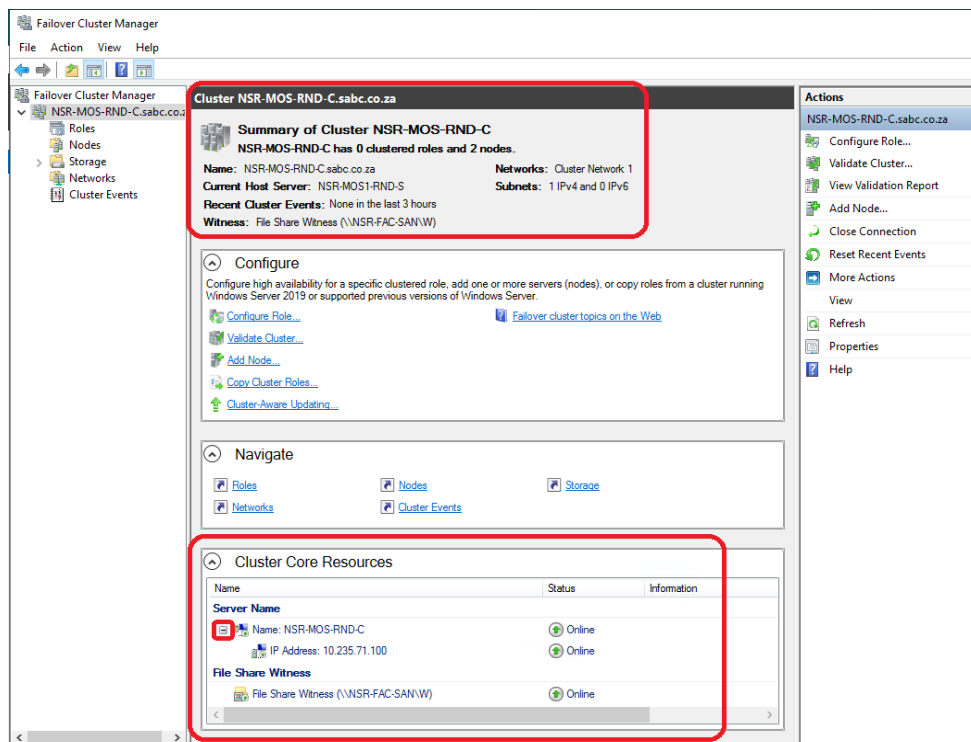 Failover Cluster Manager
File Action View Help
Failover Cluster Manager
NSR-MOS-RND-C.sabc.co.z
Roles
Nodes
Storage
Networks
Cluster Events
Cluster NSR-MOS-RND-C.sabc.co.za
Summary of Cluster NSR-MOS-RND-C
NSR-MOS-RND-C has 0 clustered roles and 2 nodes.
Name: NSR-MOS-RND-C.sabc.co.za Networks: Cluster Network 1
Current Host Server: NSR-MOS1-RND-S Subnets: 1 IPv4 and 0 IPv6
Recent Cluster Events: None in the last 3 hours
Witness: File Share Witness (\\NSR-FAC-SAN\W)
Configure
Configure high availability for a specific clustered role, add one or more servers (nodes), or copy roles from a cluster running
Windows Server 2019 or supported previous versions of Windows Server.
Configure Role... Failover cluster topics on the Web
Validate Cluster...
Add Node...
Copy Cluster Roles...
Cluster-Aware Updating...
Navigate
Roles Nodes Storage
Networks Cluster Events
Cluster Core Resources
Name Status Information
Server Name
Name: NSR-MOS-RND-C Online
IP Address: 10.235.71.100 Online
File Share Witness
File Share Witness (\\NSR-FAC-SAN\W) Online
Actions
NSR-MOS-RND-C.sabc.co.za
Configure Role...
Validate Cluster...
View Validation Report
Add Node...
Close Connection
Reset Recent Events
More Actions
View
Refresh
Properties
Help